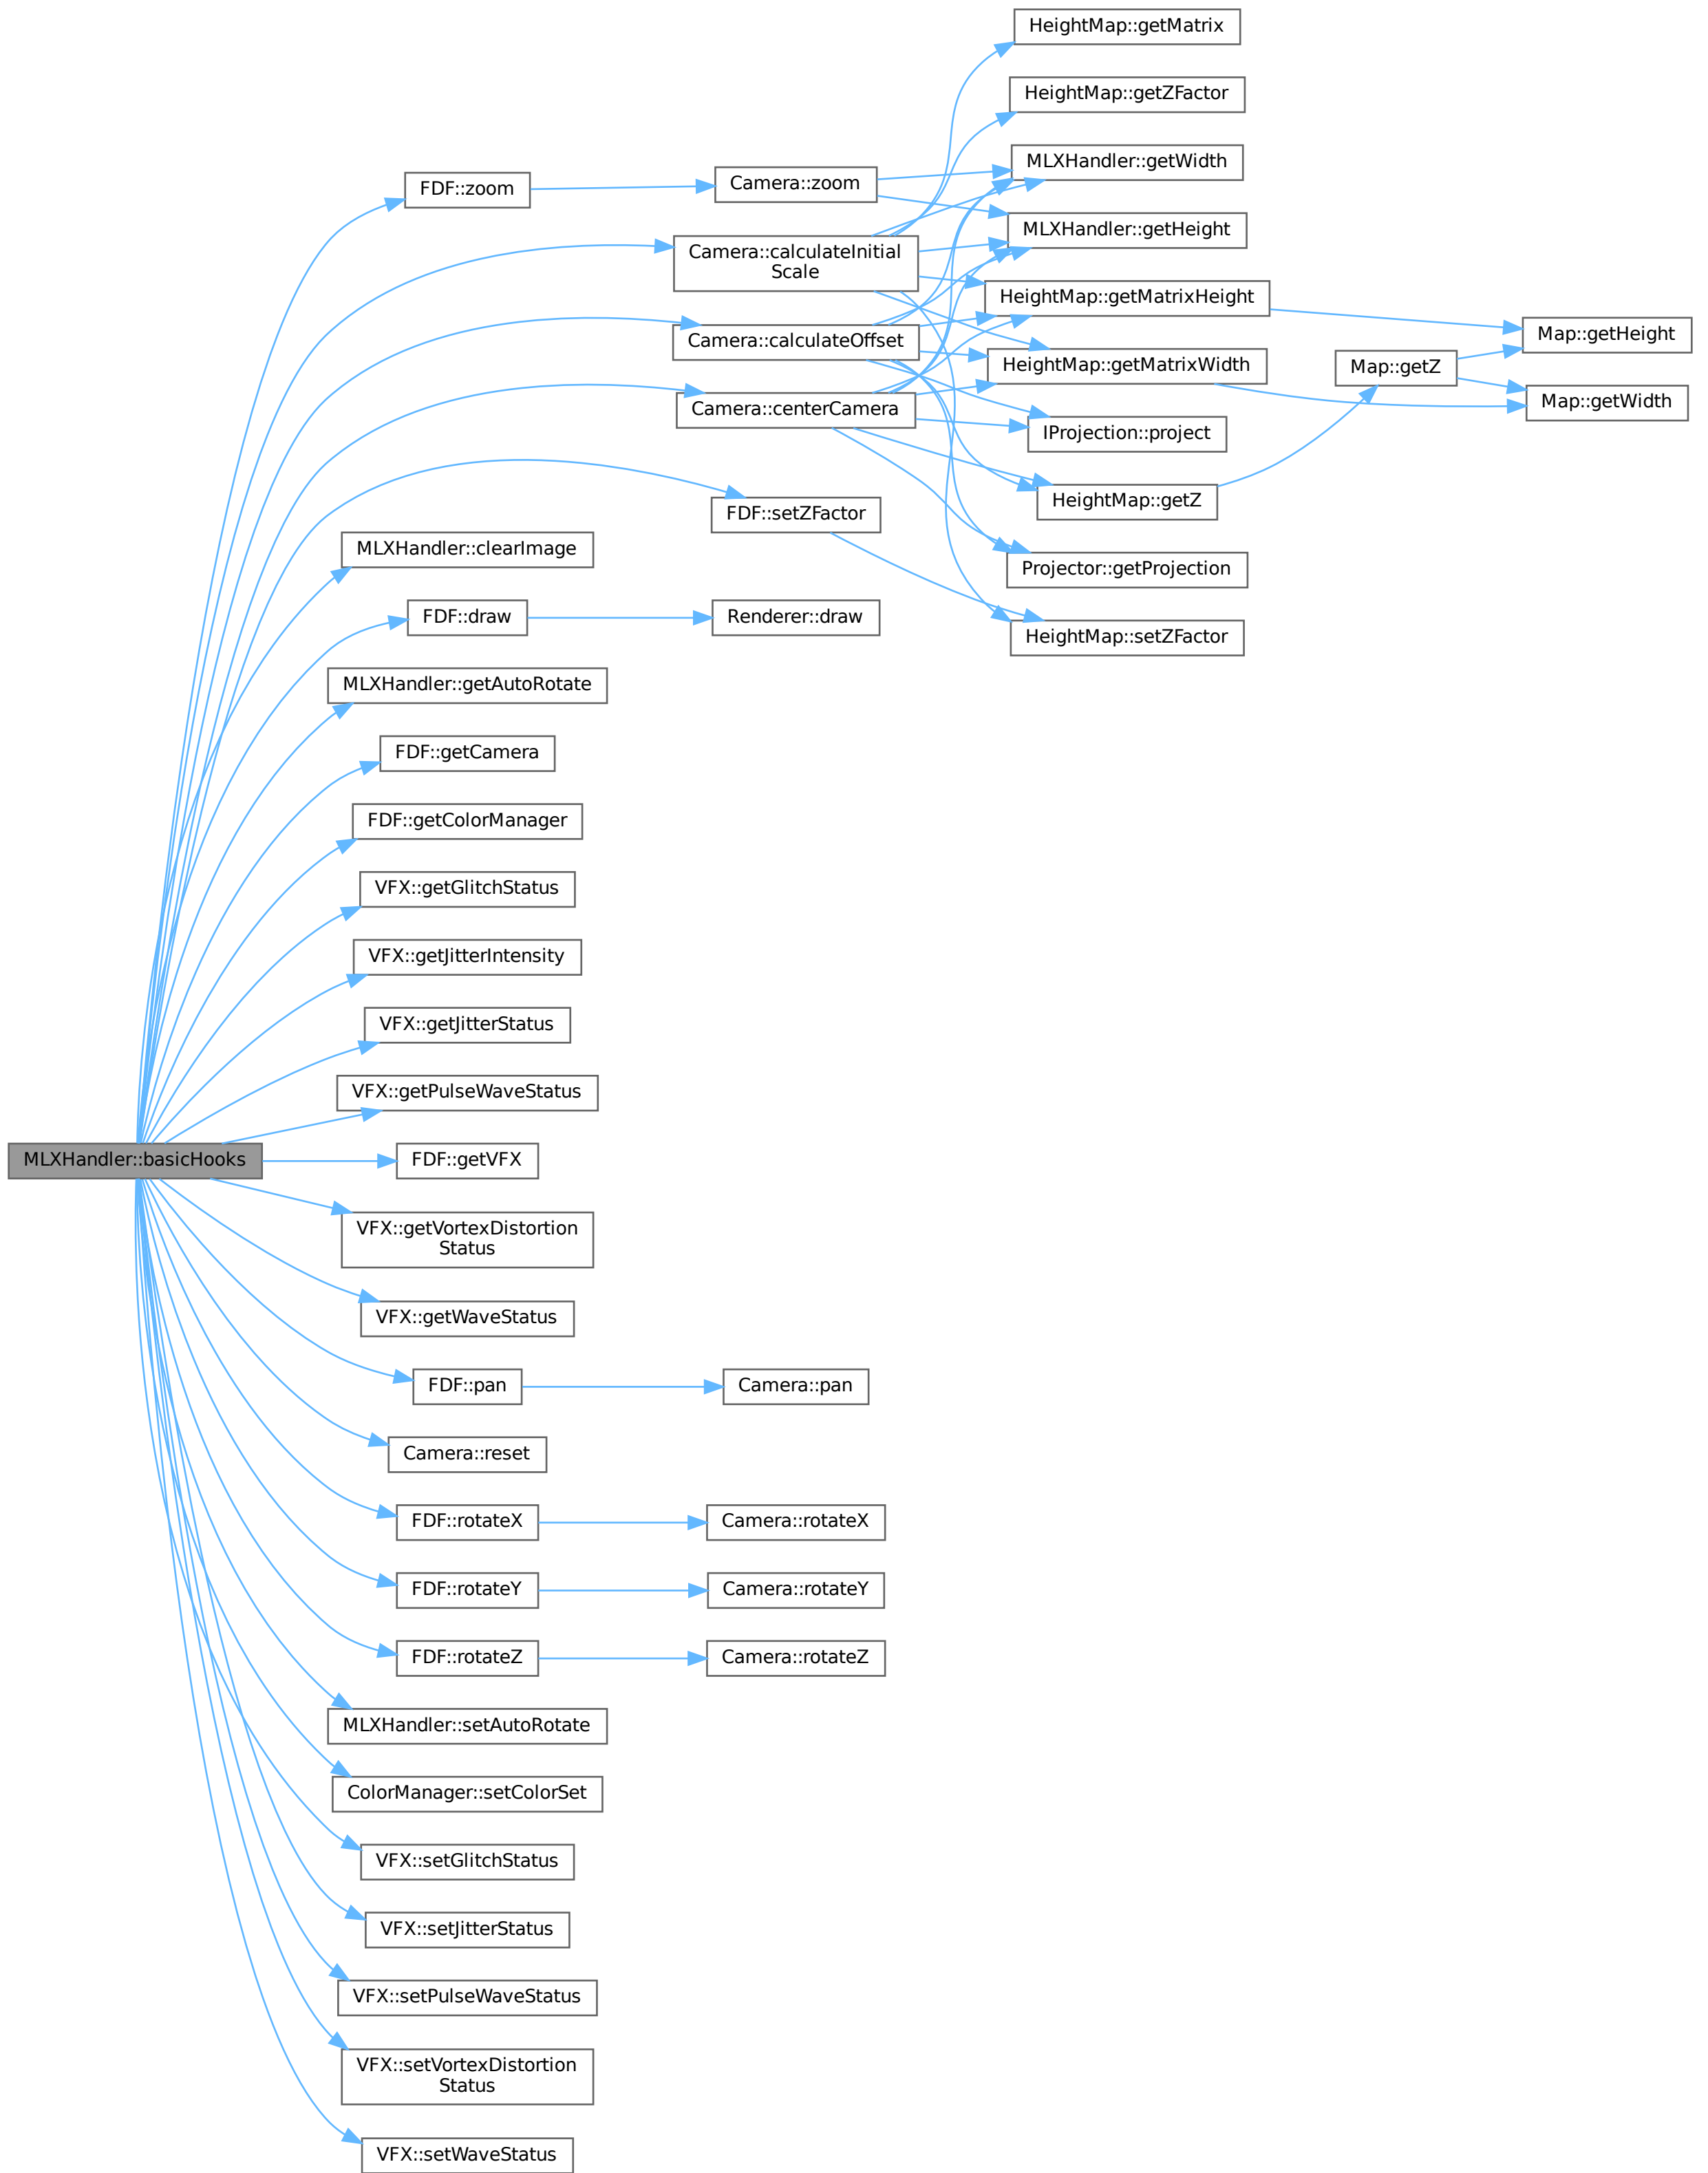 HeightMap::getMatrix
HeightMap::getZFactor
MLXHandler::getWidth
FDF::zoom
Camera::zoom
MLXHandler::getHeight
Camera::calculateInitial
Scale
HeightMap::getMatrixHeight
Map::getHeight
Camera::calculateOffset
HeightMap::getMatrixWidth
Map::getZ
Map::getWidth
Camera::centerCamera
IProjection::project
HeightMap::getZ
FDF::setZFactor
MLXHandler::clearImage
Projector::getProjection
FDF::draw
Renderer::draw
HeightMap::setZFactor
MLXHandler::getAutoRotate
FDF::getCamera
FDF::getColorManager
VFX::getGlitchStatus
VFX::getJitterIntensity
VFX::getJitterStatus
VFX::getPulseWaveStatus
MLXHandler::basicHooks
FDF::getVFX
VFX::getVortexDistortion
Status
VFX::getWaveStatus
FDF::pan
Camera::pan
Camera::reset
FDF::rotateX
Camera::rotateX
FDF::rotateY
Camera::rotateY
FDF::rotateZ
Camera::rotateZ
MLXHandler::setAutoRotate
ColorManager::setColorSet
VFX::setGlitchStatus
VFX::setJitterStatus
VFX::setPulseWaveStatus
VFX::setVortexDistortion
Status
VFX::setWaveStatus